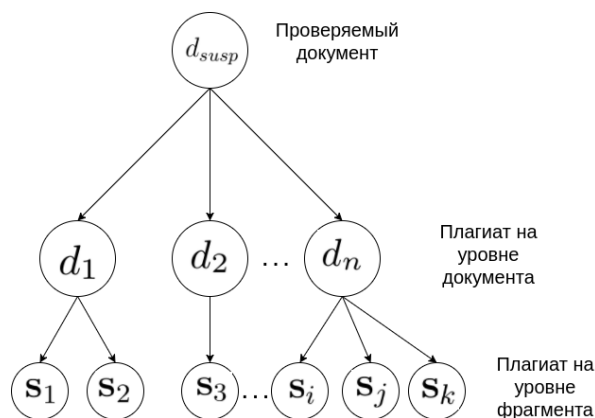 d_susp
Проверяемый
документ
d_1
d_2
...
d_n
Плагиат на
уровне
документа
s_1
s_2
s_3
...
s_i
s_j
s_k
Плагиат на
уровне
фрагмента